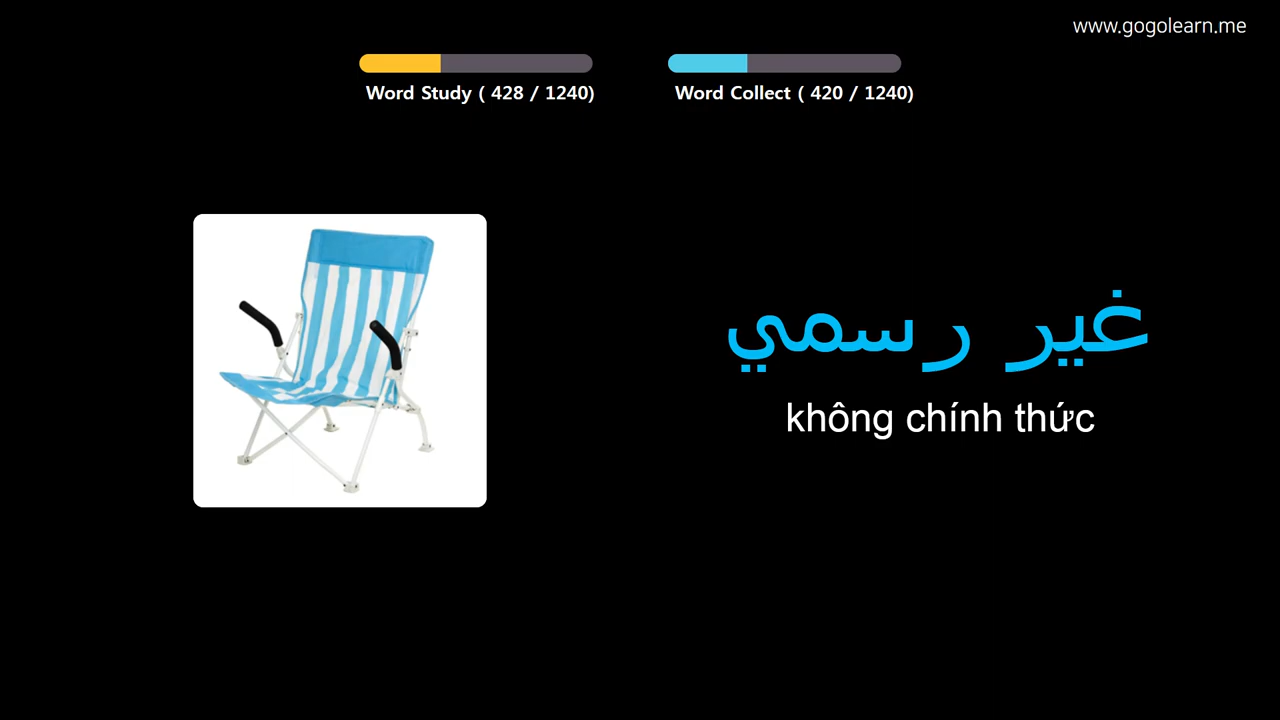 www.gogolearn.me
Word Study ( 428 / 1240)
Word Collect ( 420 / 1240)
غير رسمي
không chính thức